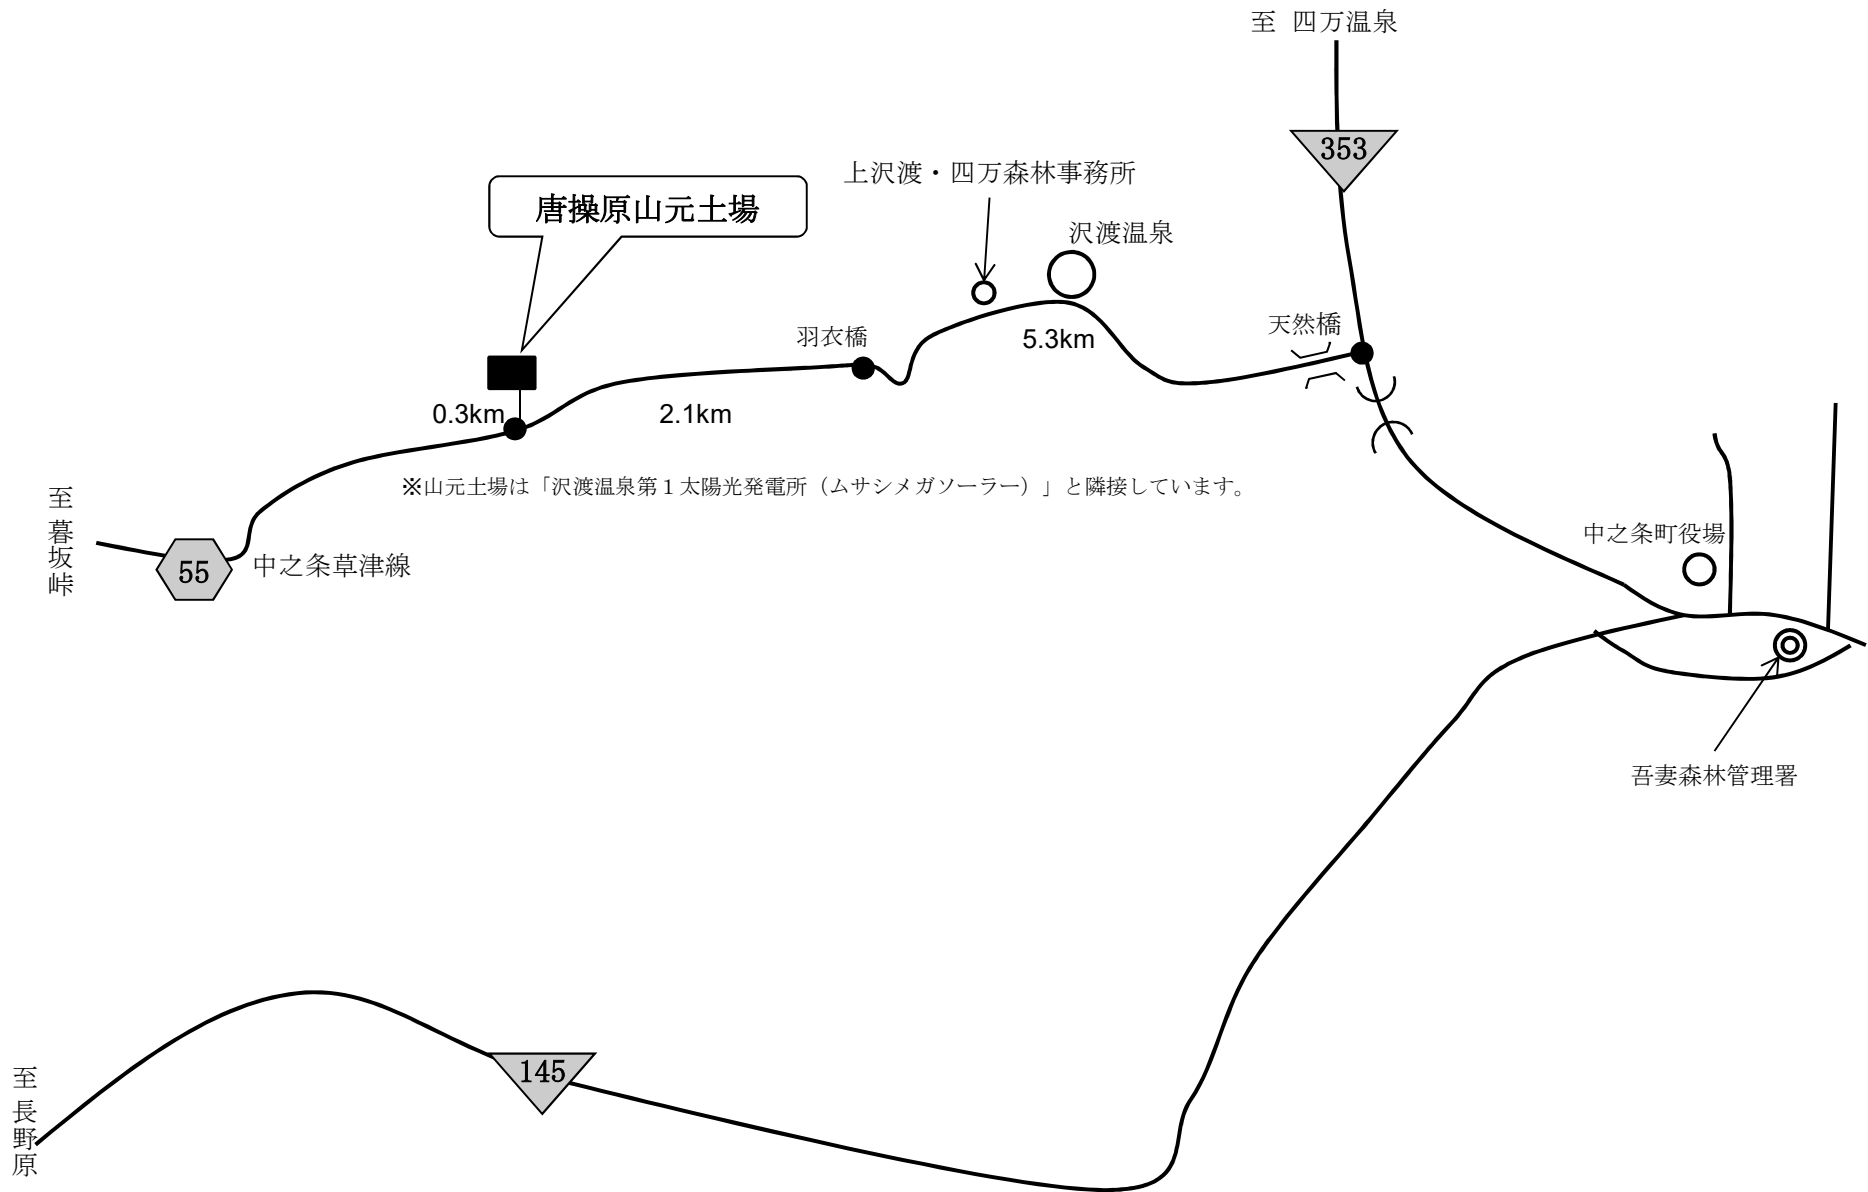 至 四万温泉
353
上沢渡・四万森林事務所
唐操原山元土場
沢渡温泉
天然橋
羽衣橋
5.3km
0.3km
2.1km
※山元土場は「沢渡温泉第１太陽光発電所（ムサシメガソーラー）」と隣接しています。
至 暮坂峠
中之条町役場
55
中之条草津線
吾妻森林管理署
145
至 長野原